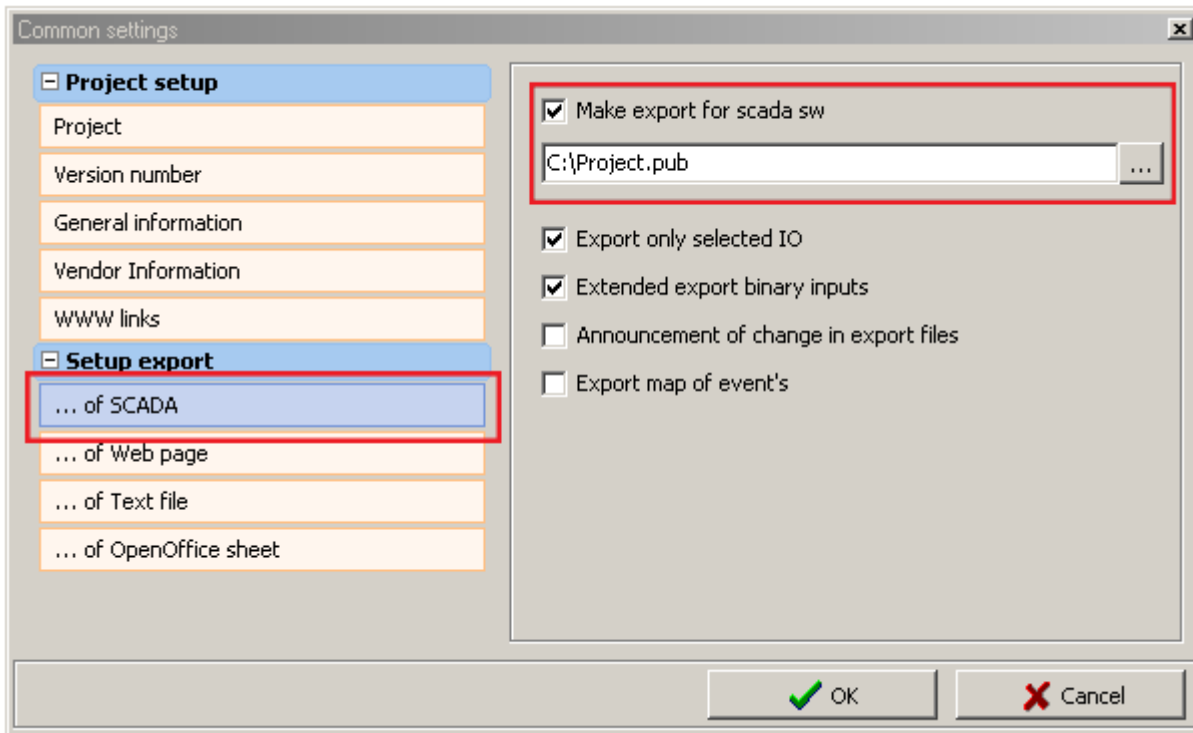 Common settings
Project setup
Project
Version number
General information
Vendor Information
WWW links
Setup export
... of SCADA
... of Web page
... of Text file
... of OpenOffice sheet
Make export for scada sw
C:\Project.pub
...
Export only selected IO
Extended export binary inputs
Announcement of change in export files
Export map of event's
OK
Cancel